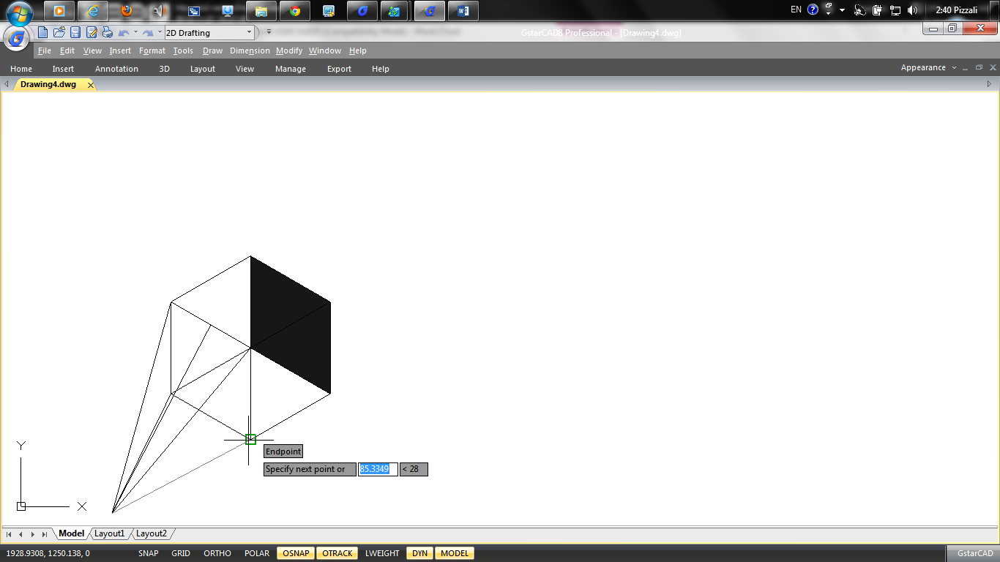 EN 2:40 Pizzali
2D Drafting GstarCAD8 Professional - [Drawing4.dwg]
File Edit View Insert Format Tools Draw Dimension Modify Window Help
Home Insert Annotation 3D Layout View Manage Export Help Appearance
Drawing4.dwg
Y
Endpoint
Specify next point or 85.3349 < 28
X
Model Layout1 Layout2
1928.9308, 1250.138, 0 SNAP GRID ORTHO POLAR OSNAP OTRACK LWEIGHT DYN MODEL GstarCAD